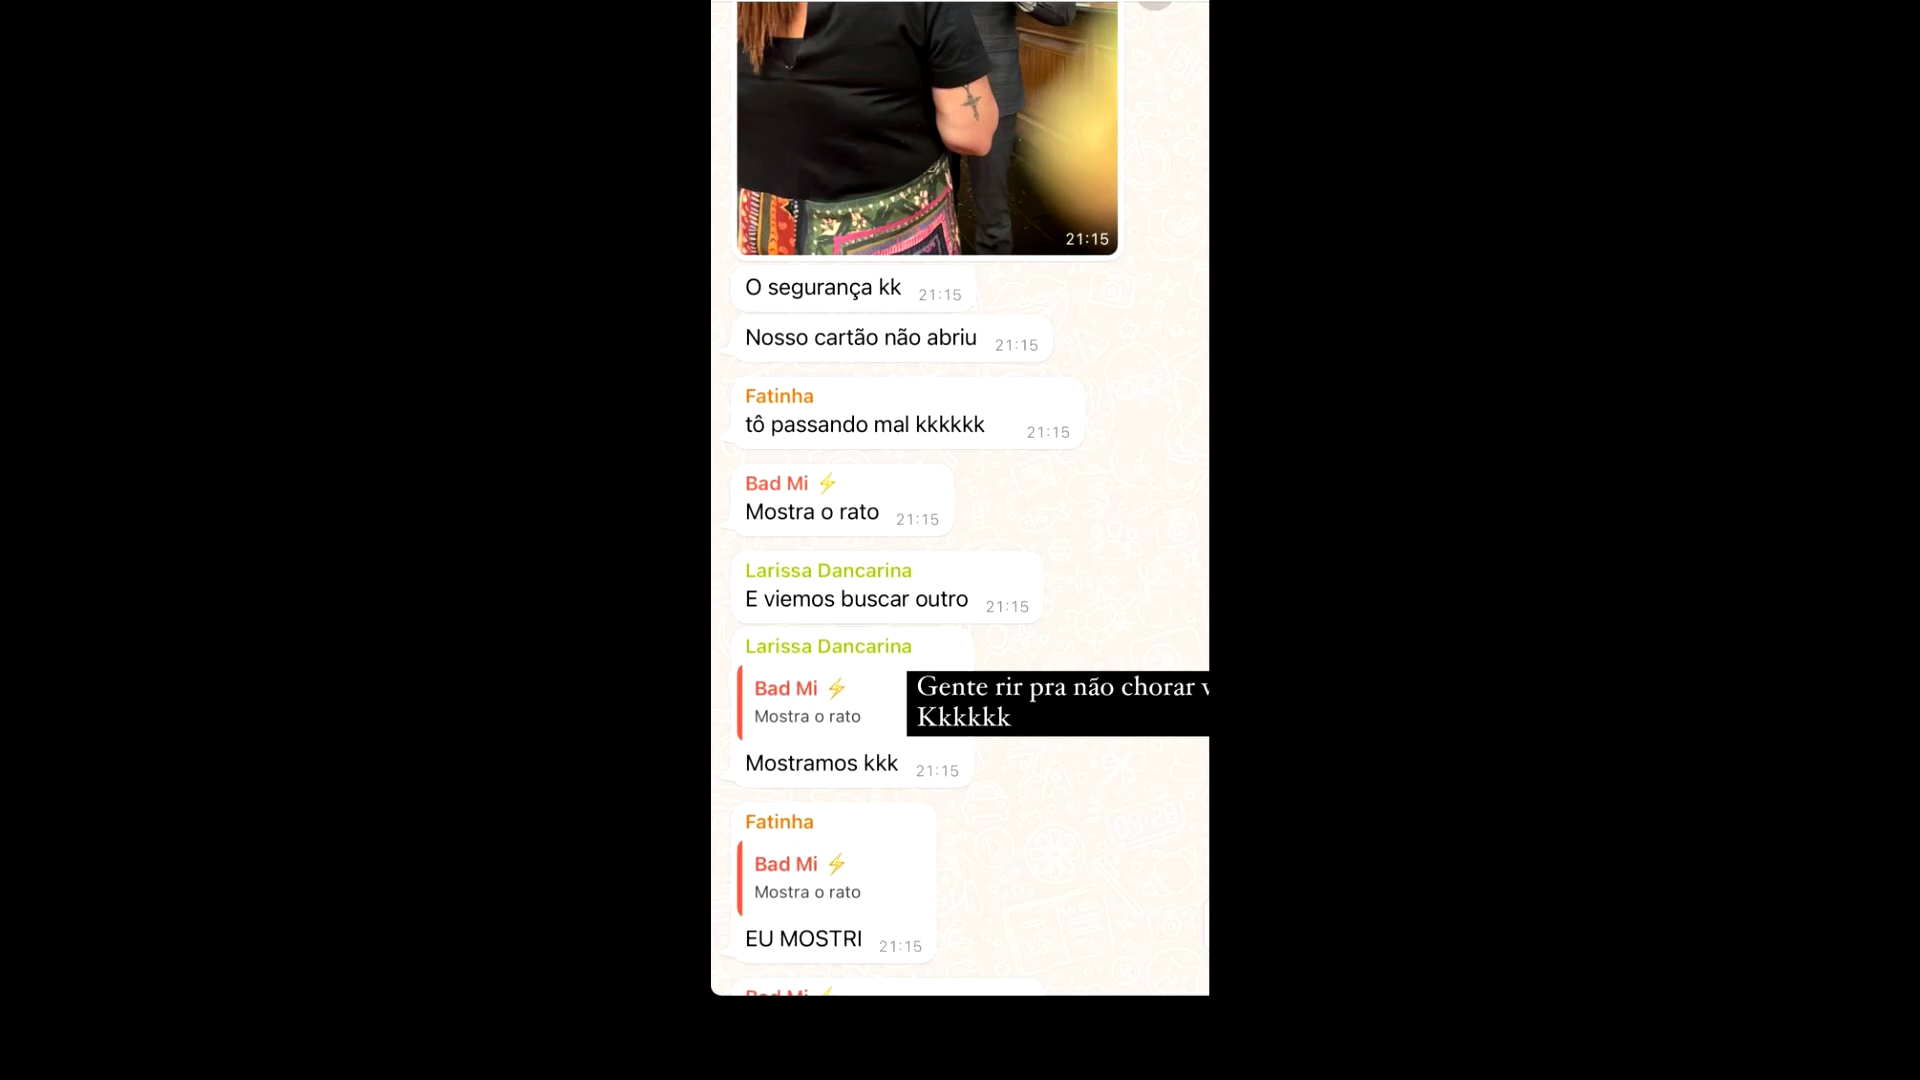 21:15
O segurança kk 21:15
Nosso cartão não abriu 21:15
Fatinha
tô passando mal kkkkkk 21:15
Bad Mi ⚡
Mostra o rato 21:15
Larissa Dancarina
E viemos buscar outro 21:15
Larissa Dancarina
Bad Mi ⚡
Mostra o rato
Gente rir pra não chorar
Kkkkkk
Mostramos kkk 21:15
Fatinha
Bad Mi ⚡
Mostra o rato
EU MOSTRI 21:15
Bad Mi ⚡